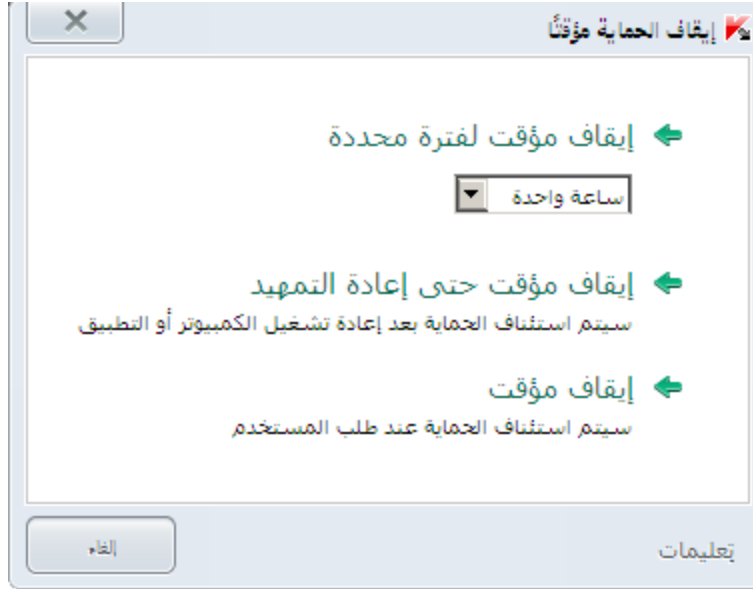 إيقاف الحماية مؤقتًا
إيقاف مؤقت لفترة محددة
ساعة واحدة
إيقاف مؤقت حتى إعادة التمهيد
سيتم استئناف الحماية بعد إعادة تشغيل الكمبيوتر أو التطبيق
إيقاف مؤقت
سيتم استئناف الحماية عند طلب المستخدم
تعليمات
إلغاء